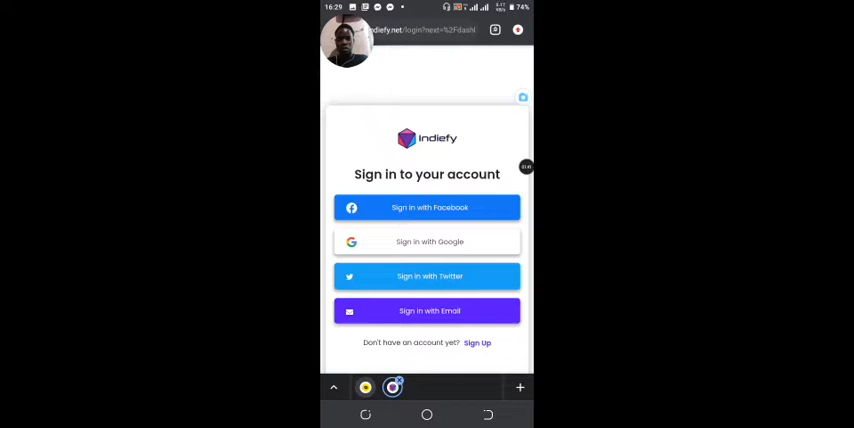 16:29
74%
indiefy.net/login?next=%2Fdashl
Indiefy
Sign in to your account
Sign in with Facebook
Sign in with Google
Sign in with Twitter
Sign in with Email
Don't have an account yet? Sign Up